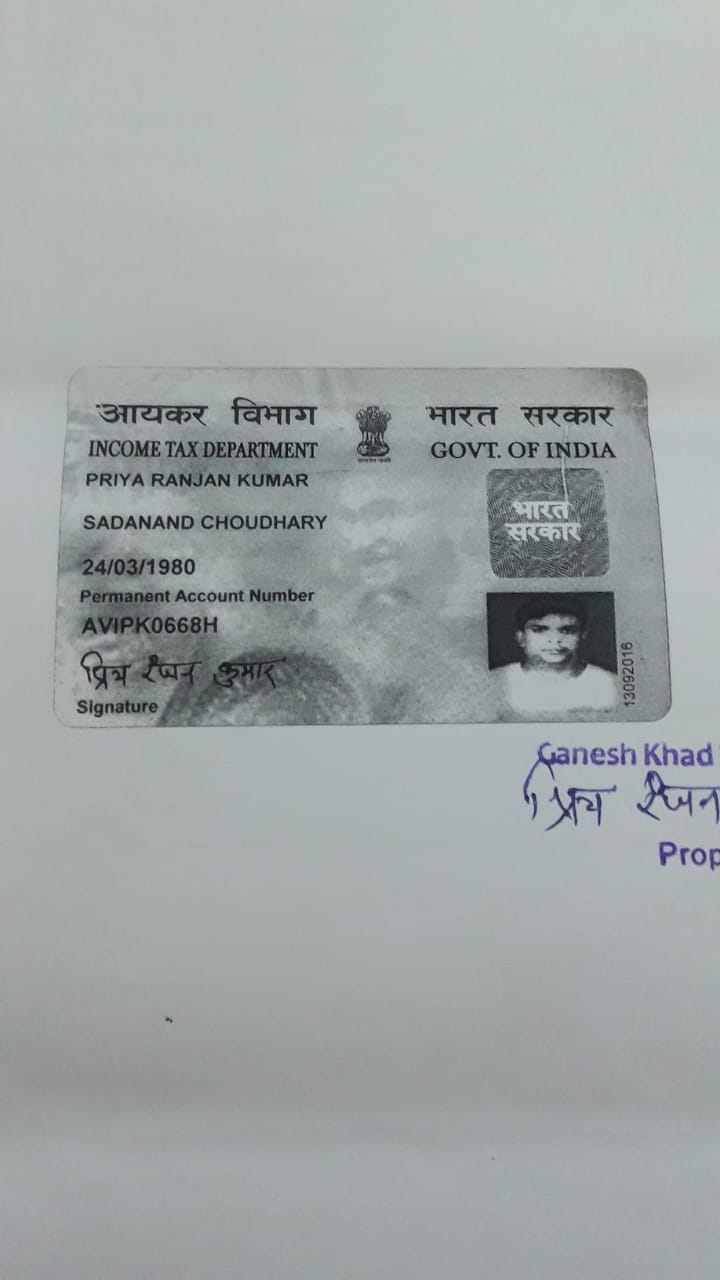 आयकर विभाग भारत सरकार
INCOME TAX DEPARTMENT GOVT. OF INDIA
PRIYA RANJAN KUMAR
SADANAND CHOUDHARY
भारत
सरकार
24/03/1980
Permanent Account Number
AVIPK0668H
प्रिय रंजन कुमार
Signature
13092016
Ganesh Khad
प्रिय रंजन
Prop